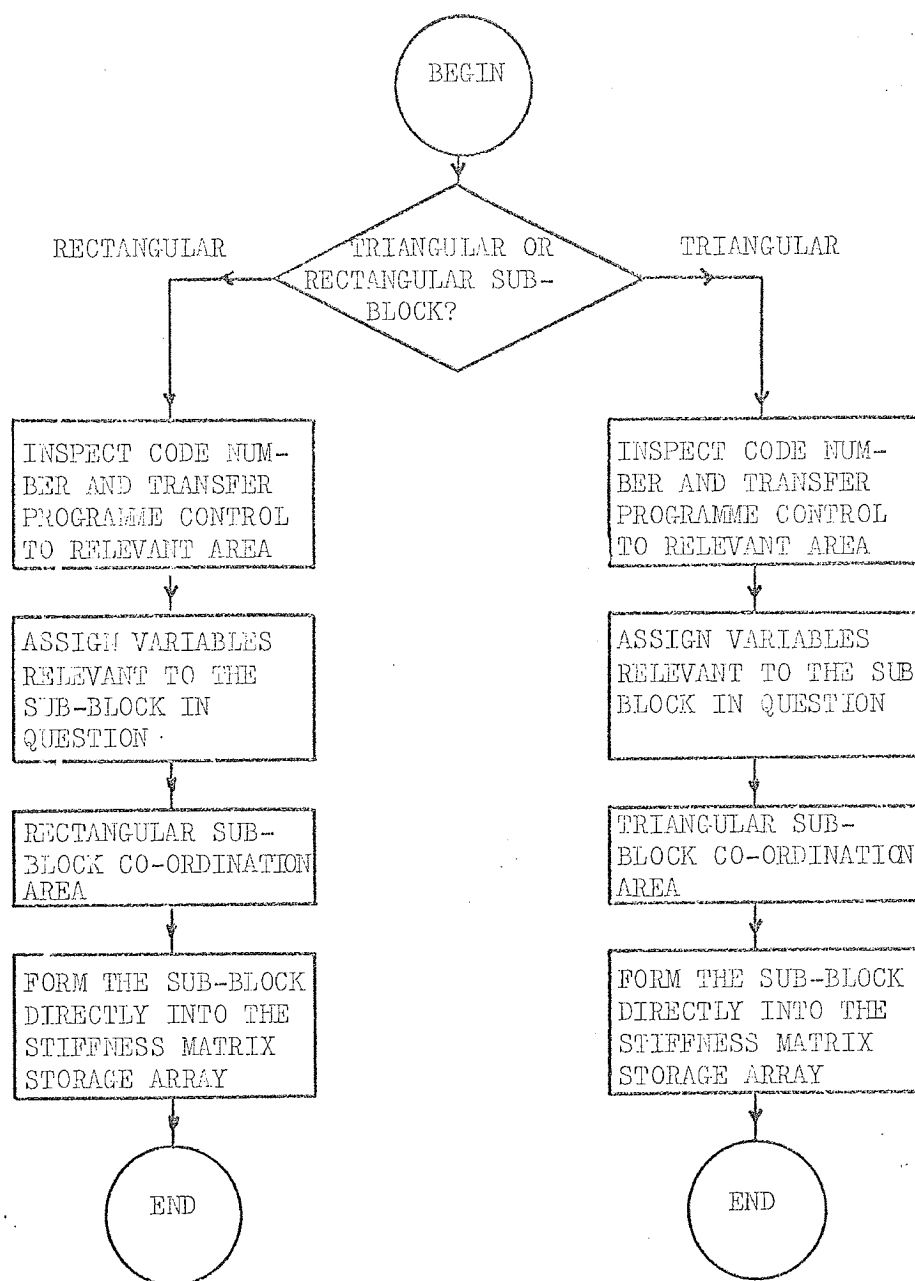 BEGIN
RECTANGULAR
TRIANGULAR OR
RECTANGULAR SUB-
BLOCK?
TRIANGULAR
INSPECT CODE NUM-
BER AND TRANSFER
PROGRAMME CONTROL
TO RELEVANT AREA
ASSIGN VARIABLES
RELEVANT TO THE
SUB-BLOCK IN
QUESTION
RECTANGULAR SUB-
BLOCK CO-ORDINATION
AREA
FORM THE SUB-BLOCK
DIRECTLY INTO THE
STIFFNESS MATRIX
STORAGE ARRAY
END
INSPECT CODE NUM-
BER AND TRANSFER
PROGRAMME CONTROL
TO RELEVANT AREA
ASSIGN VARIABLES
RELEVANT TO THE SUB
BLOCK IN QUESTION
TRIANGULAR SUB-
BLOCK CO-ORDINATION
AREA
FORM THE SUB-BLOCK
DIRECTLY INTO THE
STIFFNESS MATRIX
STORAGE ARRAY
END